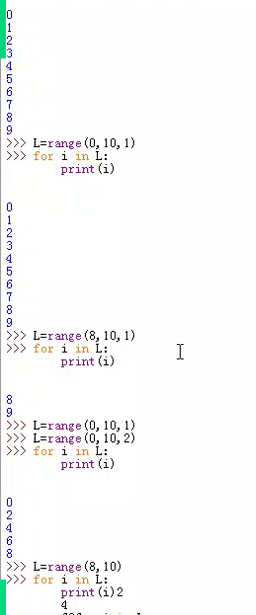 0
1
2
3
4
5
6
7
8
9
>>> L=range(0,10,1)
>>> for i in L:
        print(i)
0
1
2
3
4
5
6
7
8
9
>>> L=range(8,10,1)
>>> for i in L:
        print(i)
8
9
>>> L=range(0,10,1)
>>> L=range(0,10,2)
>>> for i in L:
        print(i)
0
2
4
6
8
>>> L=range(8,10)
>>> for i in L:
        print(i)2
        4